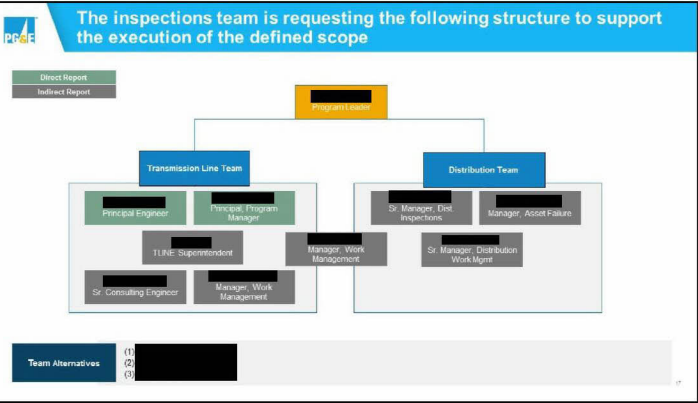 PG&E
The inspections team is requesting the following structure to support
the execution of the defined scope
Direct Report
Indirect Report
Program Leader
Transmission Line Team
Distribution Team
Principal Engineer
Principal, Program
Manager
Sr. Manager, Dist.
Inspections
Manager, Asset Failure
TLINE Superintendent
Manager, Work
Management
Sr. Manager, Distribution
Work Mgmt
Sr. Consulting Engineer
Manager, Work
Management
Team Alternatives
(1)
(2)
(3)